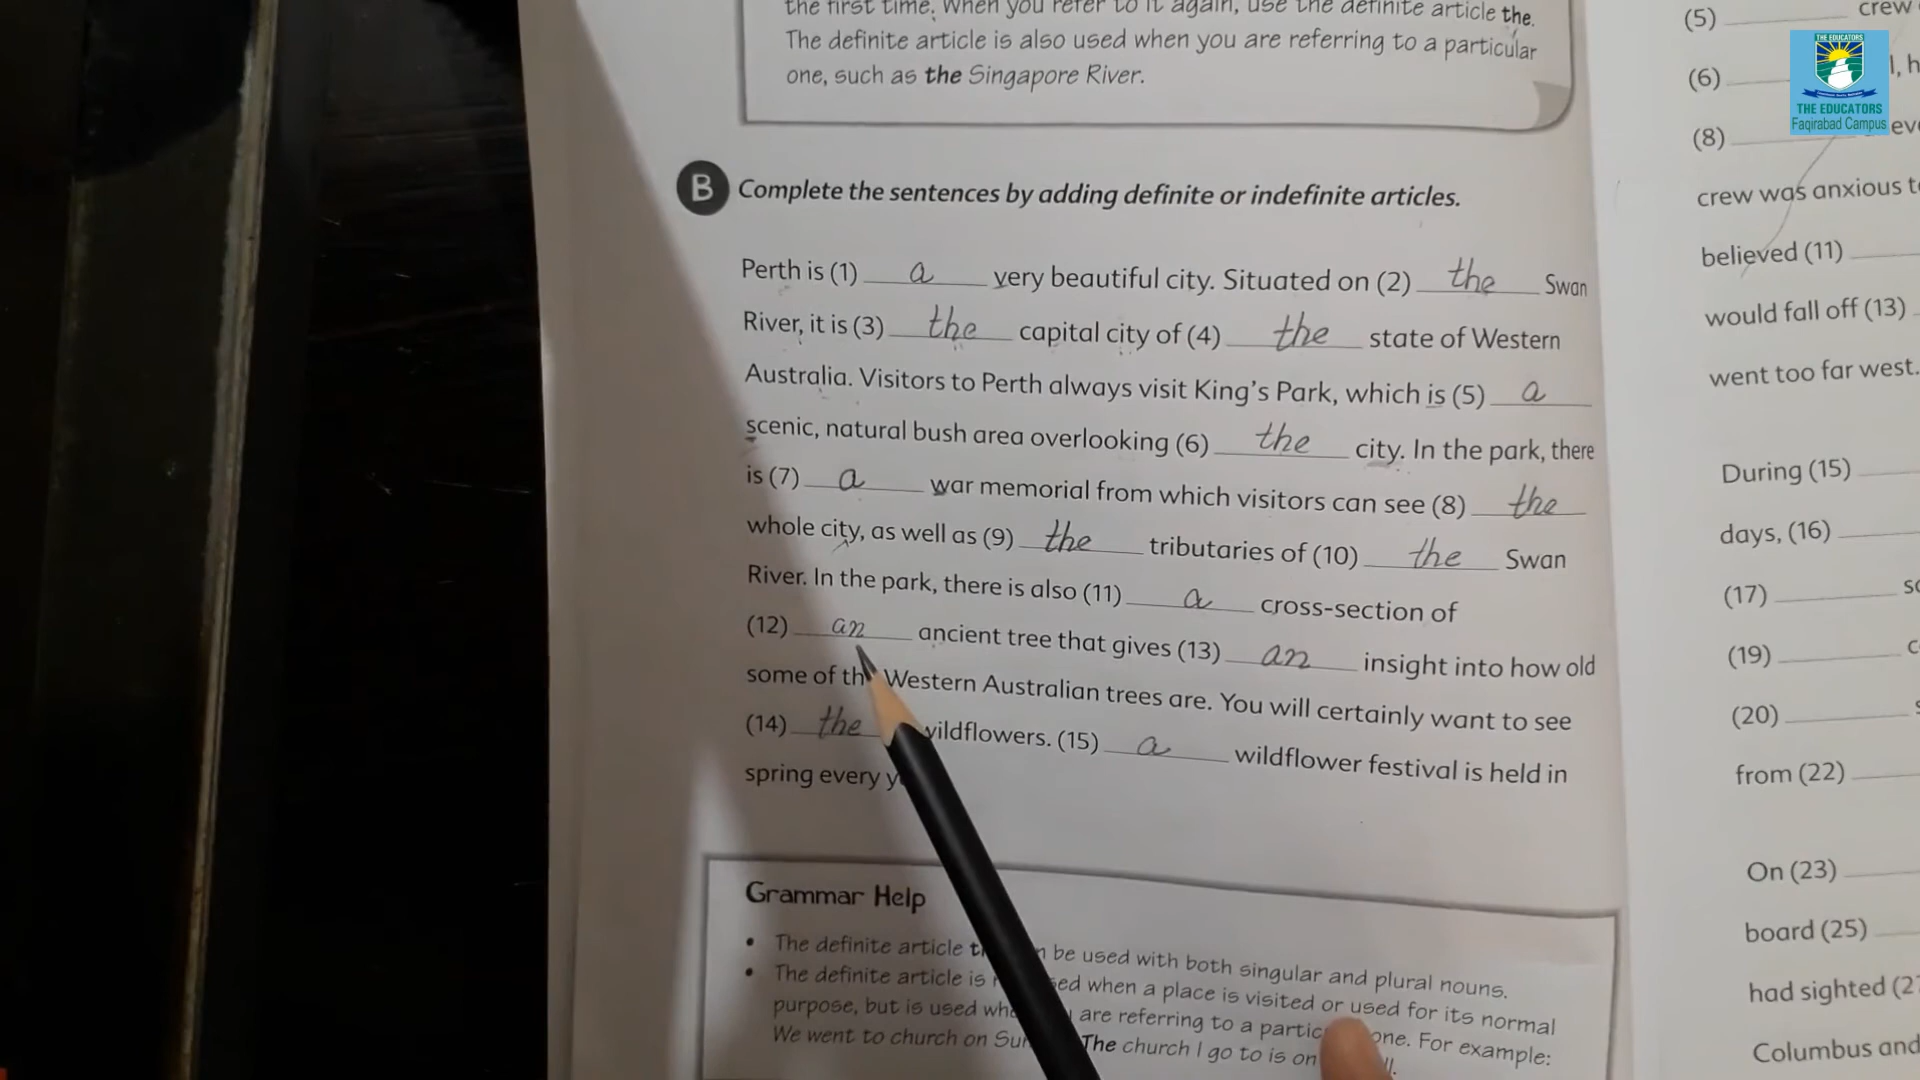 the first time. When you refer to it again, use the definite article the.
The definite article is also used when you are referring to a particular
one, such as the Singapore River.
B Complete the sentences by adding definite or indefinite articles.
Perth is (1) a very beautiful city. Situated on (2) the Swan
River, it is (3) the capital city of (4) the state of Western
Australia. Visitors to Perth always visit King's Park, which is (5) a
scenic, natural bush area overlooking (6) the city. In the park, there
is (7) a war memorial from which visitors can see (8) the
whole city, as well as (9) the tributaries of (10) the Swan
River. In the park, there is also (11) a cross-section of
(12) an ancient tree that gives (13) an insight into how old
some of th Western Australian trees are. You will certainly want to see
(14) the wildflowers. (15) a wildflower festival is held in
spring every y
Grammar Help
• The definite article be used with both singular and plural nouns.
• The definite article is when a place is visited or used for its normal
purpose, but is used are referring to a one. For example:
We went to church on The church I go to is on
(5) crew
(6)
(8)
crew was anxious
believed (11)
would fall off (13)
went too far west.
During (15)
days, (16)
(17)
(19)
(20)
from (22)
On (23)
board (25)
had sighted
Columbus and
THE EDUCATORS
THE EDUCATORS
Faqirabad Campus